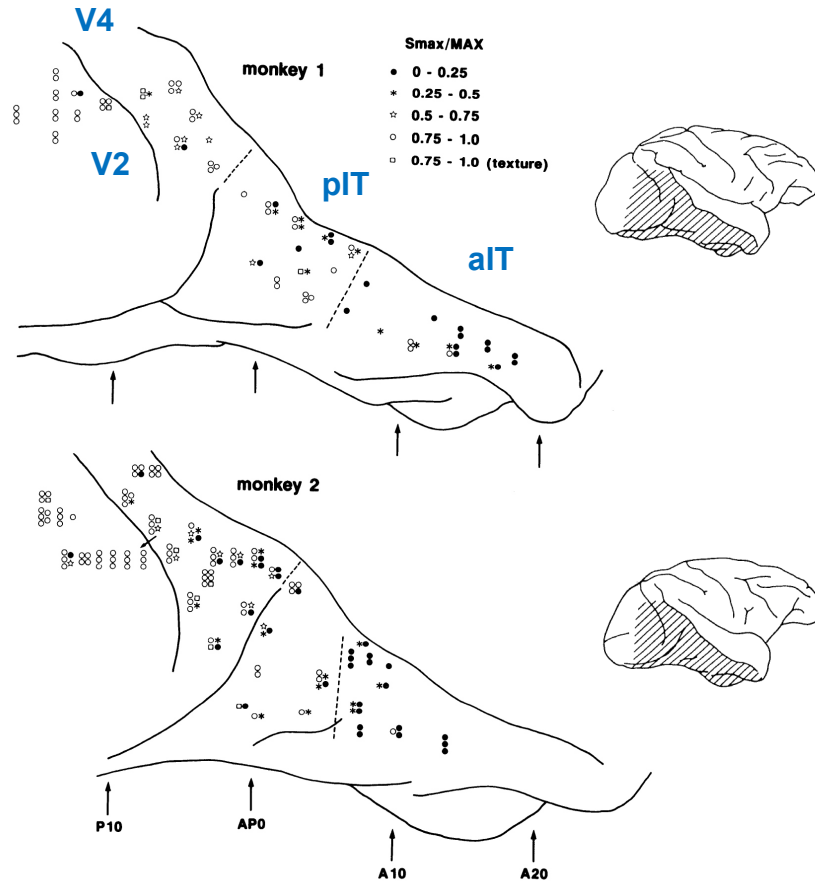 V4
Smax/MAX
monkey 1
0 - 0.25
0.25 - 0.5
0.5 - 0.75
0.75 - 1.0
0.75 - 1.0 (texture)
V2
pIT
aIT
monkey 2
P10
AP0
A10
A20